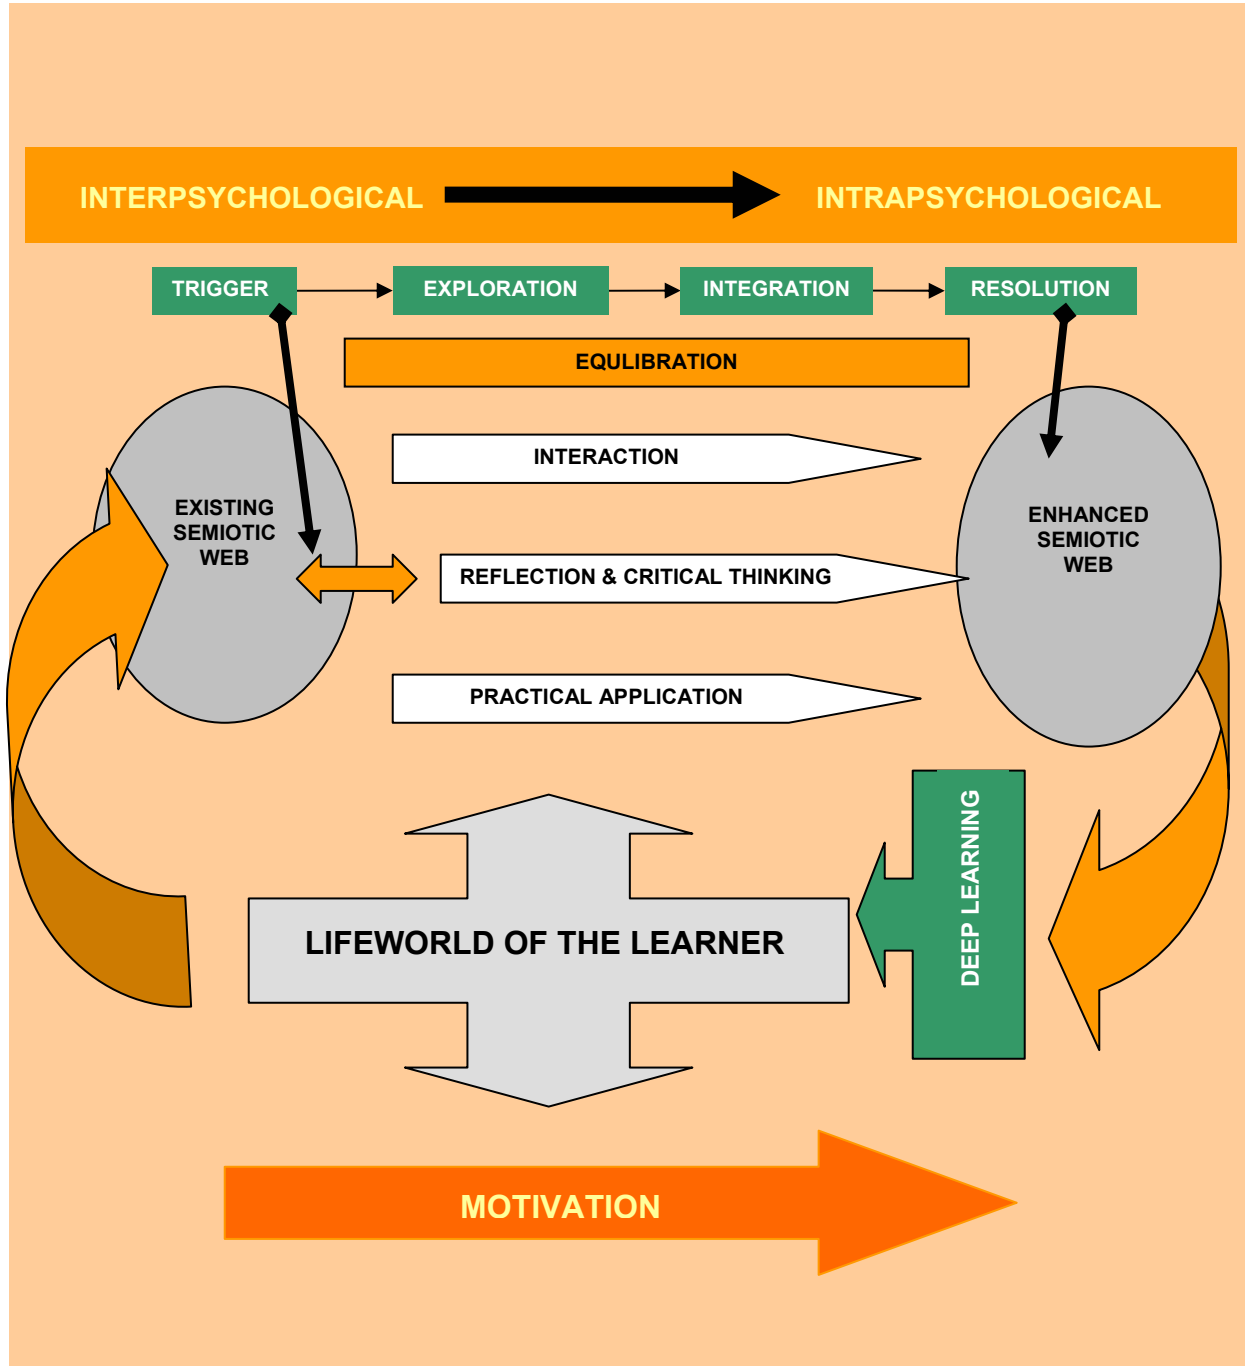 INTERPSYCHOLOGICAL INTRAPSYCHOLOGICAL
TRIGGER EXPLORATION INTEGRATION RESOLUTION
EQULIBRATION
INTERACTION
EXISTING
SEMIOTIC
WEB
ENHANCED
SEMIOTIC
WEB
REFLECTION & CRITICAL THINKING
PRACTICAL APPLICATION
DEEP LEARNING
LIFEWORLD OF THE LEARNER
MOTIVATION